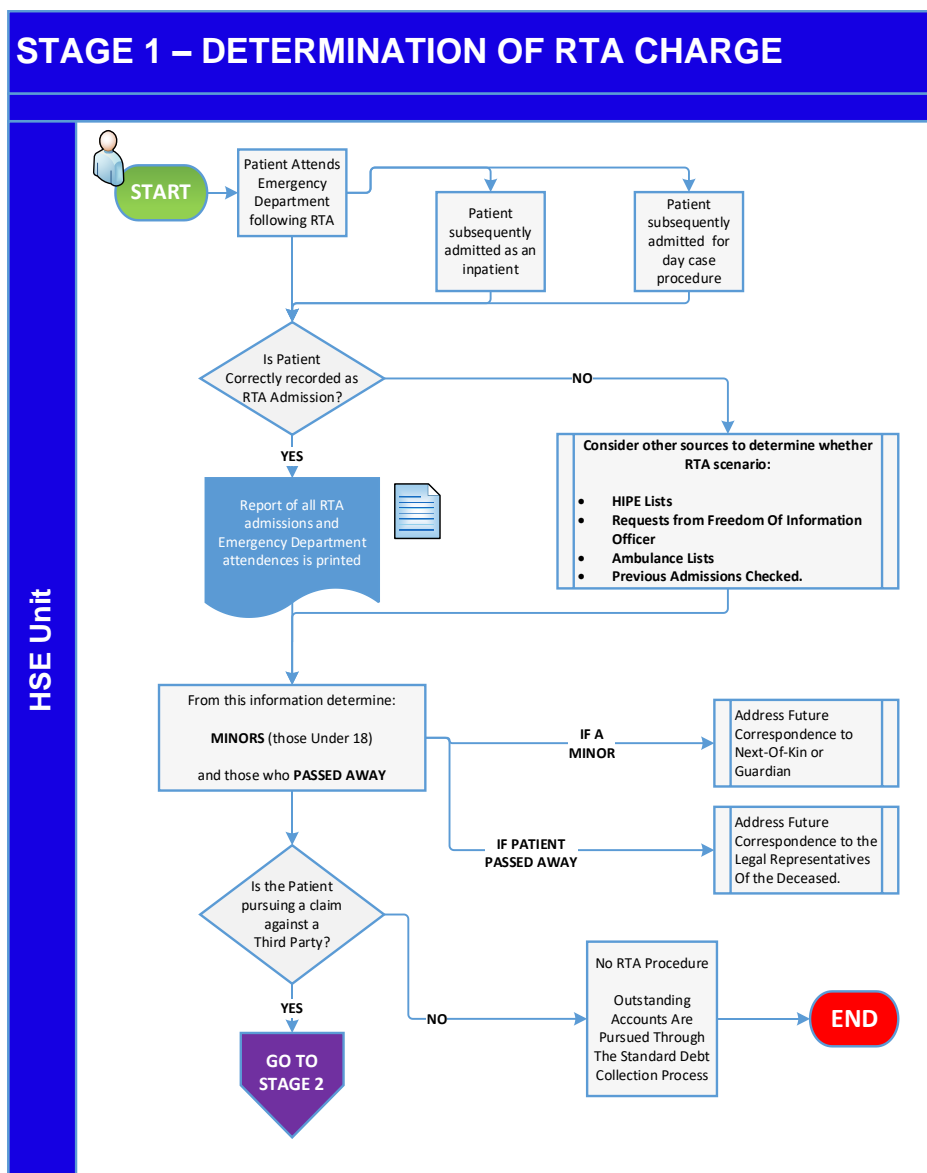 STAGE 1 – DETERMINATION OF RTA CHARGE
HSE Unit
START
Patient Attends
Emergency
Department
following RTA
Patient
subsequently
admitted as an
inpatient
Patient
subsequently
admitted for
day case
procedure
Is Patient
Correctly recorded as
RTA Admission?
NO
YES
Consider other sources to determine whether
RTA scenario:
• HIPE Lists
• Requests from Freedom Of Information
Officer
• Ambulance Lists
• Previous Admissions Checked.
Report of all RTA
admissions and
Emergency Department
attendences is printed
From this information determine:
MINORS (those Under 18)
and those who PASSED AWAY
IF A
MINOR
Address Future
Correspondence to
Next-Of-Kin or
Guardian
IF PATIENT
PASSED AWAY
Address Future
Correspondence to the
Legal Representatives
Of the Deceased.
Is the Patient
pursuing a claim
against a
Third Party?
YES
NO
No RTA Procedure
Outstanding
Accounts Are
Pursued Through
The Standard Debt
Collection Process
END
GO TO
STAGE 2